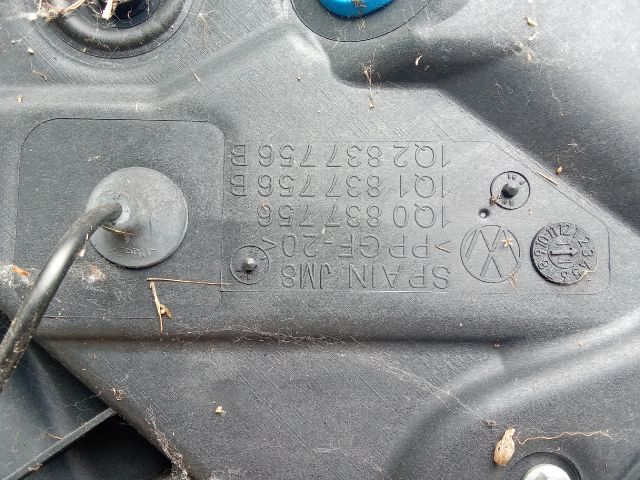 SPAIN JM8
>PP GF-20<
1Q0 837 756
1Q1 837 756 B
1Q2 837 756 B